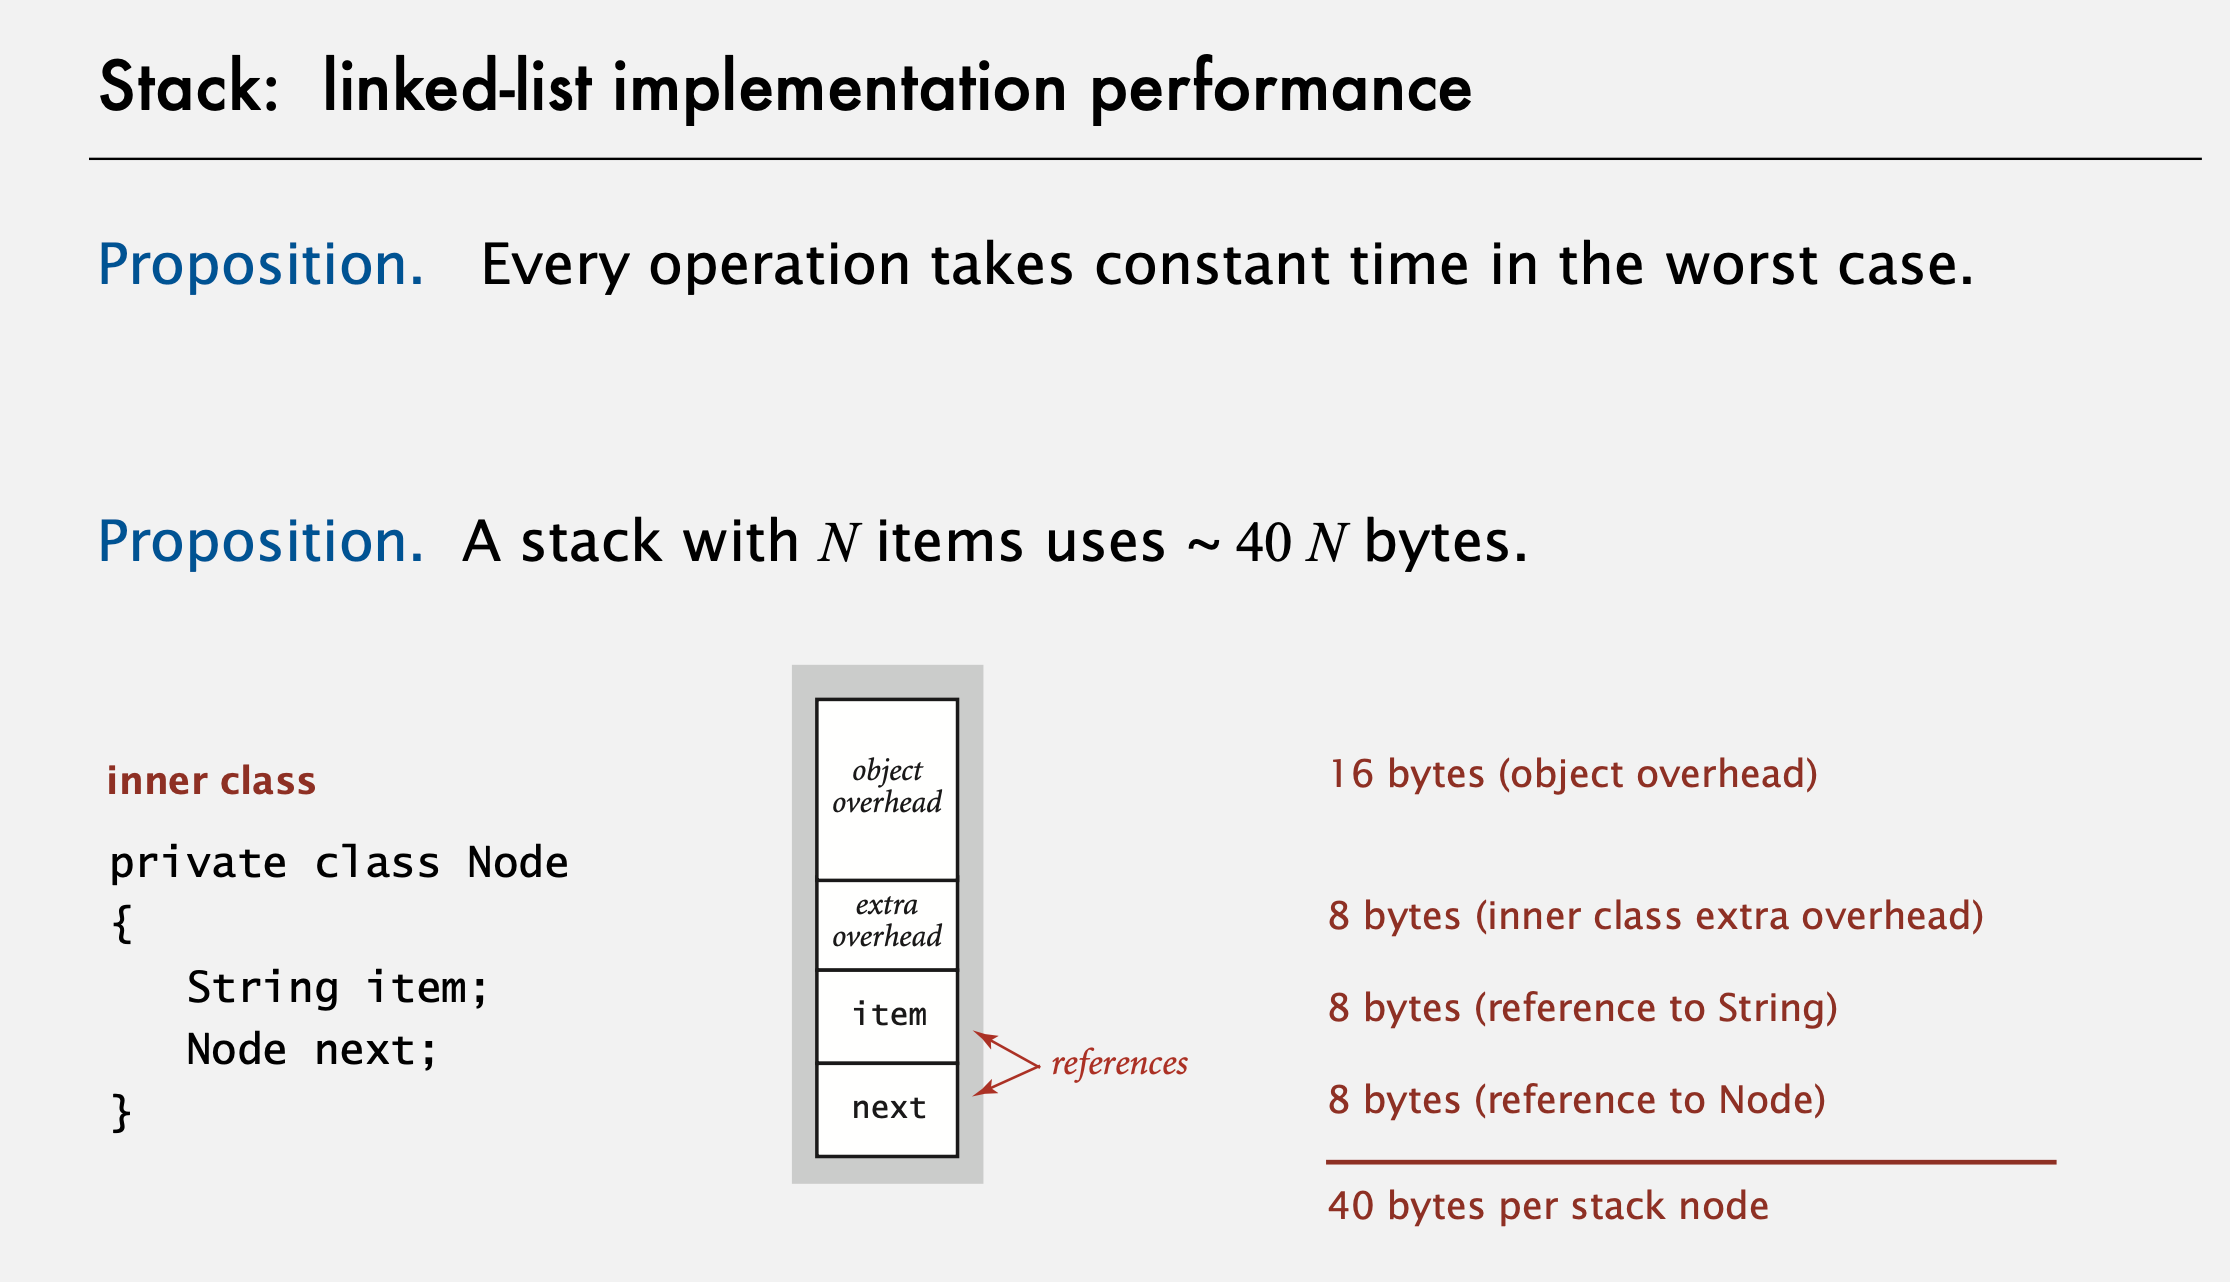 Stack: linked-list implementation performance
Proposition. Every operation takes constant time in the worst case.
Proposition. A stack with N items uses ~ 40 N bytes.
inner class
private class Node
{
String item;
Node next;
}
object
overhead
extra
overhead
item
next
references
16 bytes (object overhead)
8 bytes (inner class extra overhead)
8 bytes (reference to String)
8 bytes (reference to Node)
40 bytes per stack node